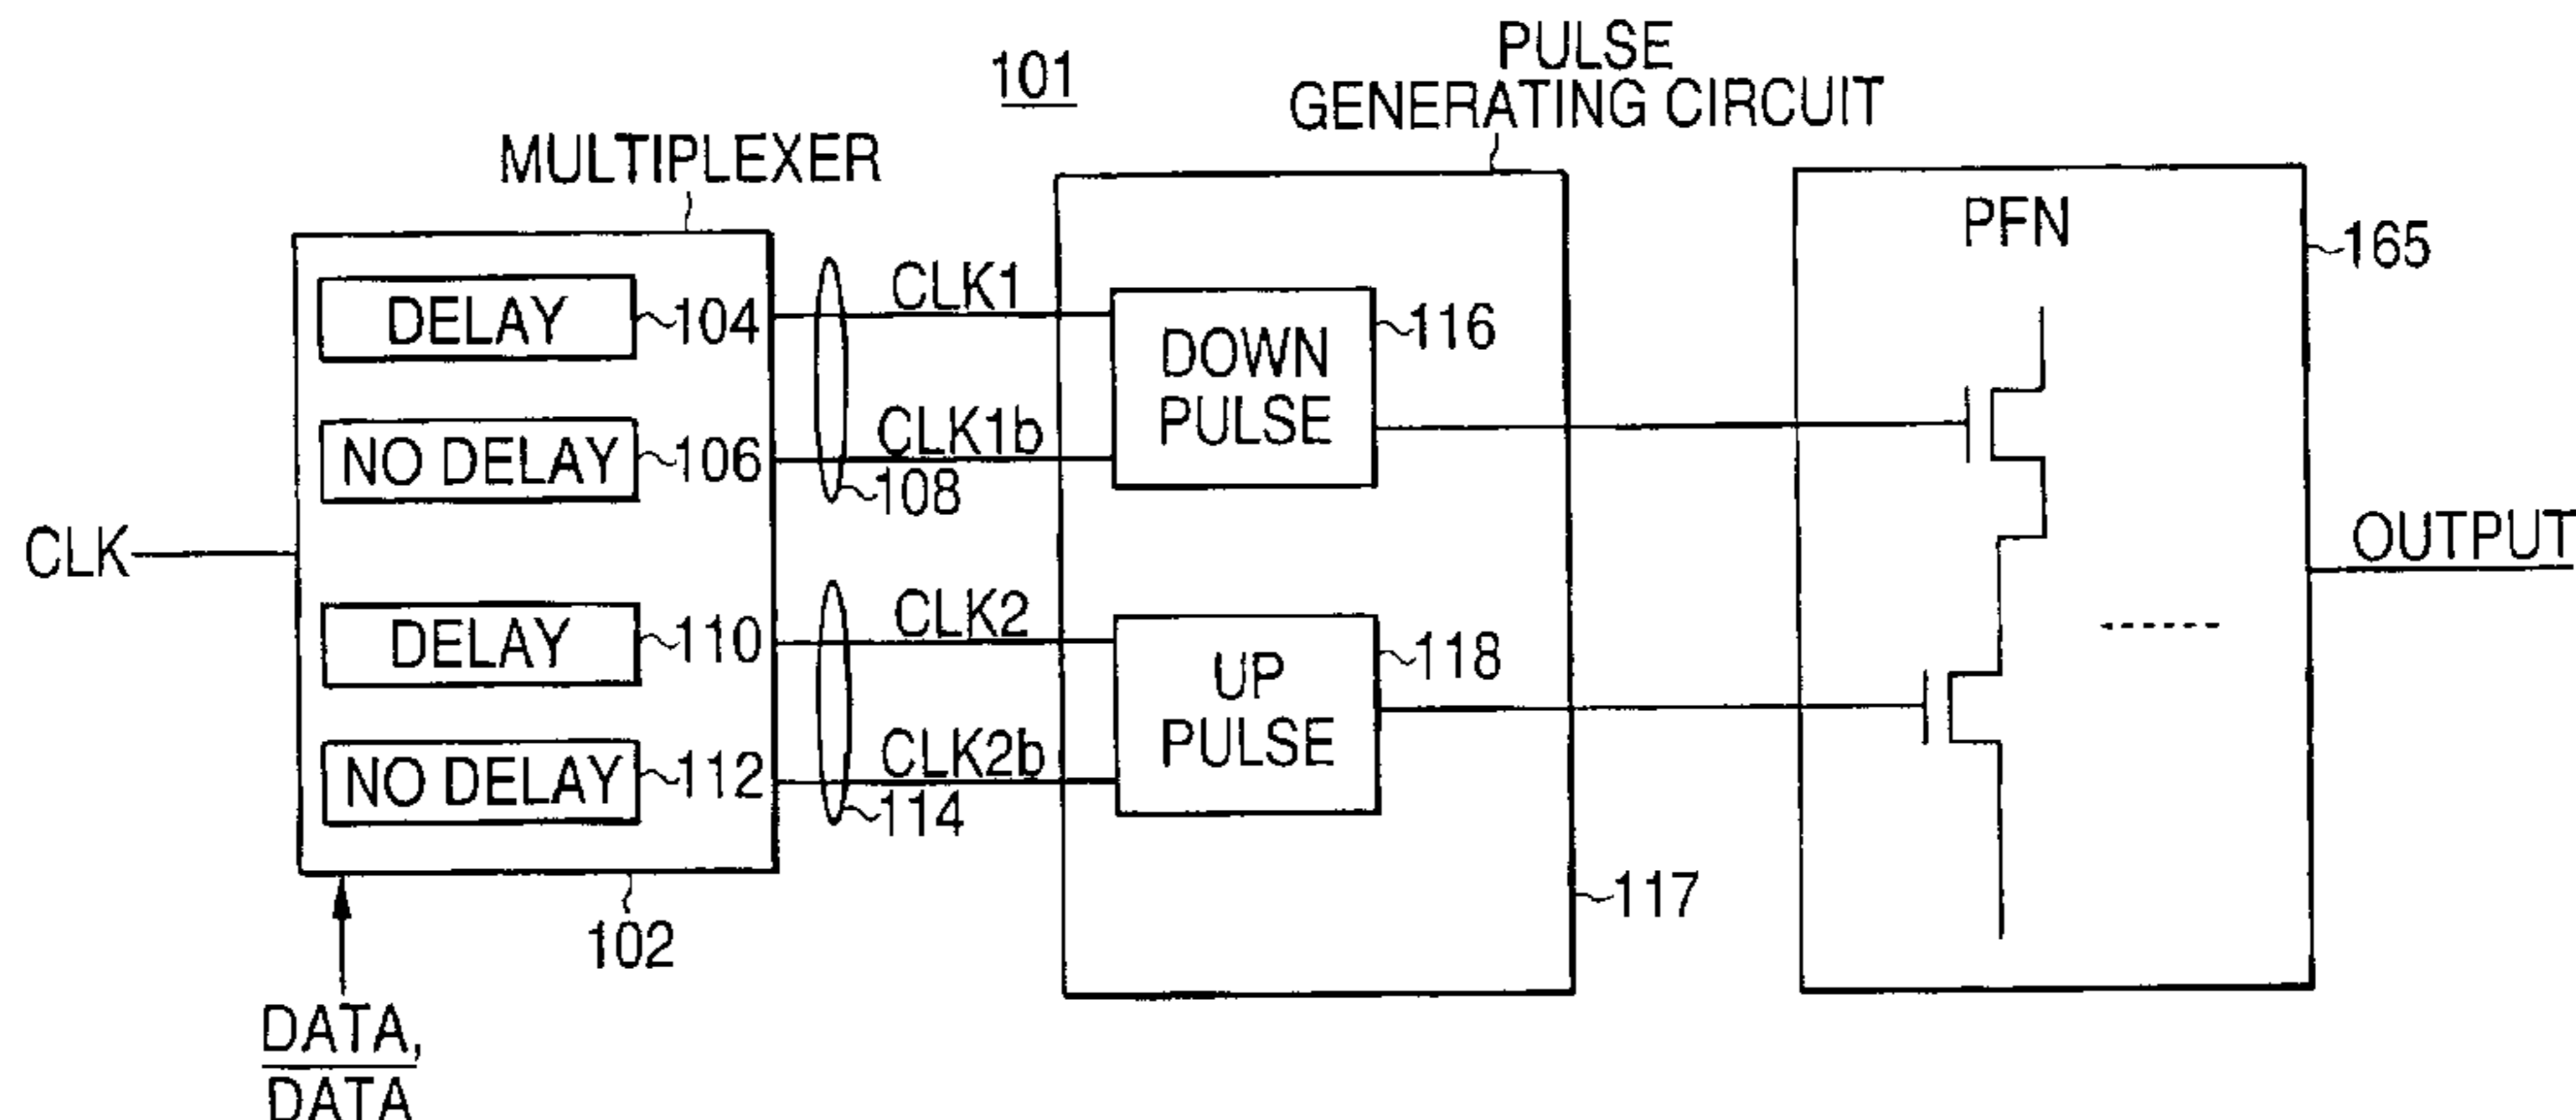 101
PULSE
GENERATING CIRCUIT
MULTIPLEXER
PFN
165
CLK1
DELAY
104
DOWN
PULSE
116
CLK1b
NO DELAY
106
108
CLK
OUTPUT
CLK2
DELAY
110
UP
PULSE
118
CLK2b
NO DELAY
112
114
117
102
DATA,
DATA